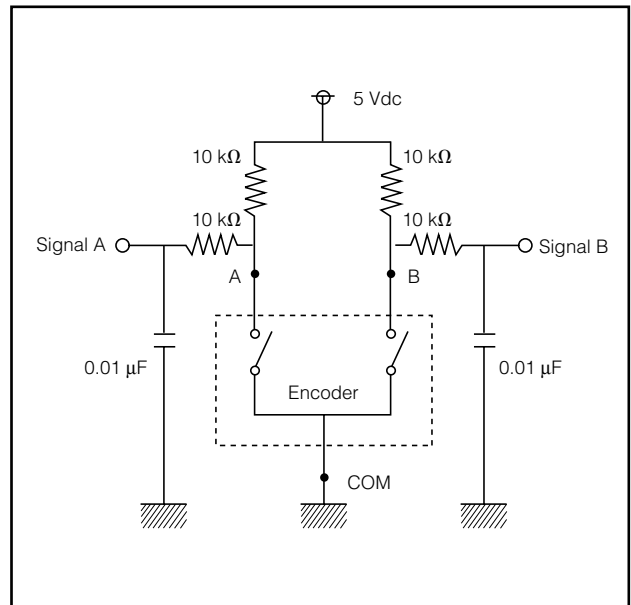 5 Vdc
10 kΩ 10 kΩ
10 kΩ 10 kΩ
Signal A Signal B
A B
0.01 µF Encoder 0.01 µF
COM